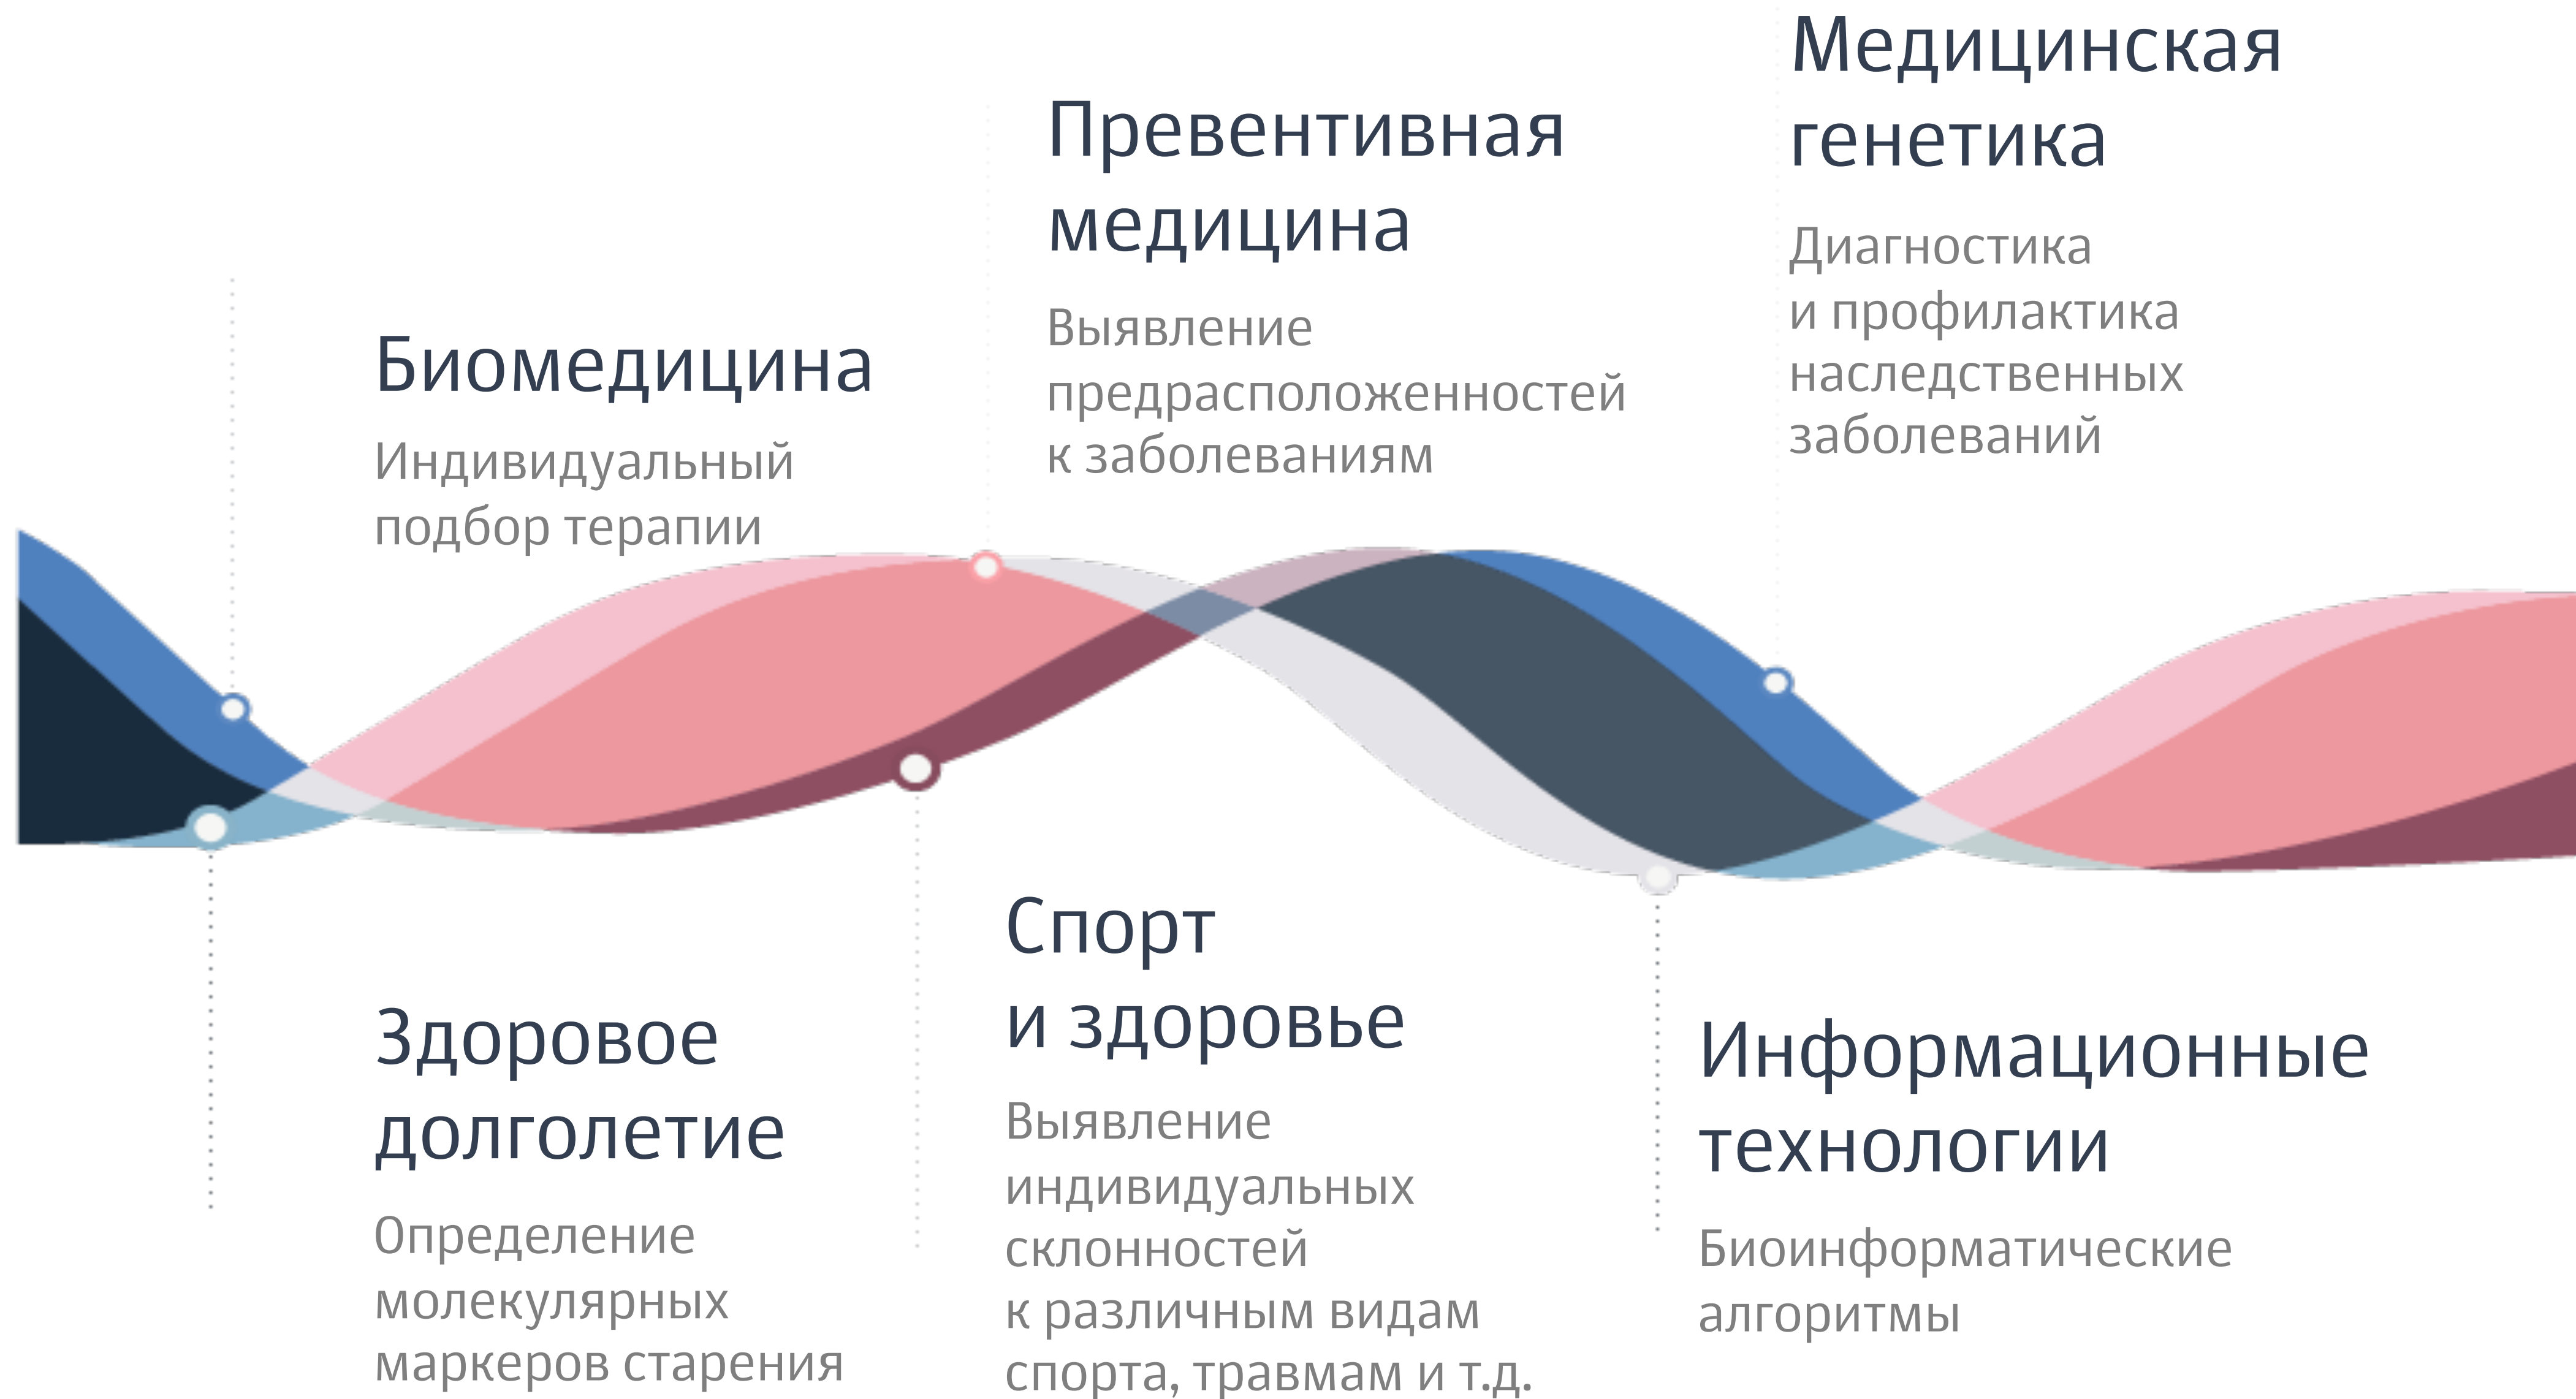 Биомедицина
Индивидуальный
подбор терапии
Превентивная
медицина
Выявление
предрасположенностей
к заболеваниям
Медицинская
генетика
Диагностика
и профилактика
наследственных
заболеваний
Здоровое
долголетие
Определение
молекулярных
маркеров старения
Спорт
и здоровье
Выявление
индивидуальных
склонностей
к различным видам
спорта, травмам и т.д.
Информационные
технологии
Биоинформатические
алгоритмы